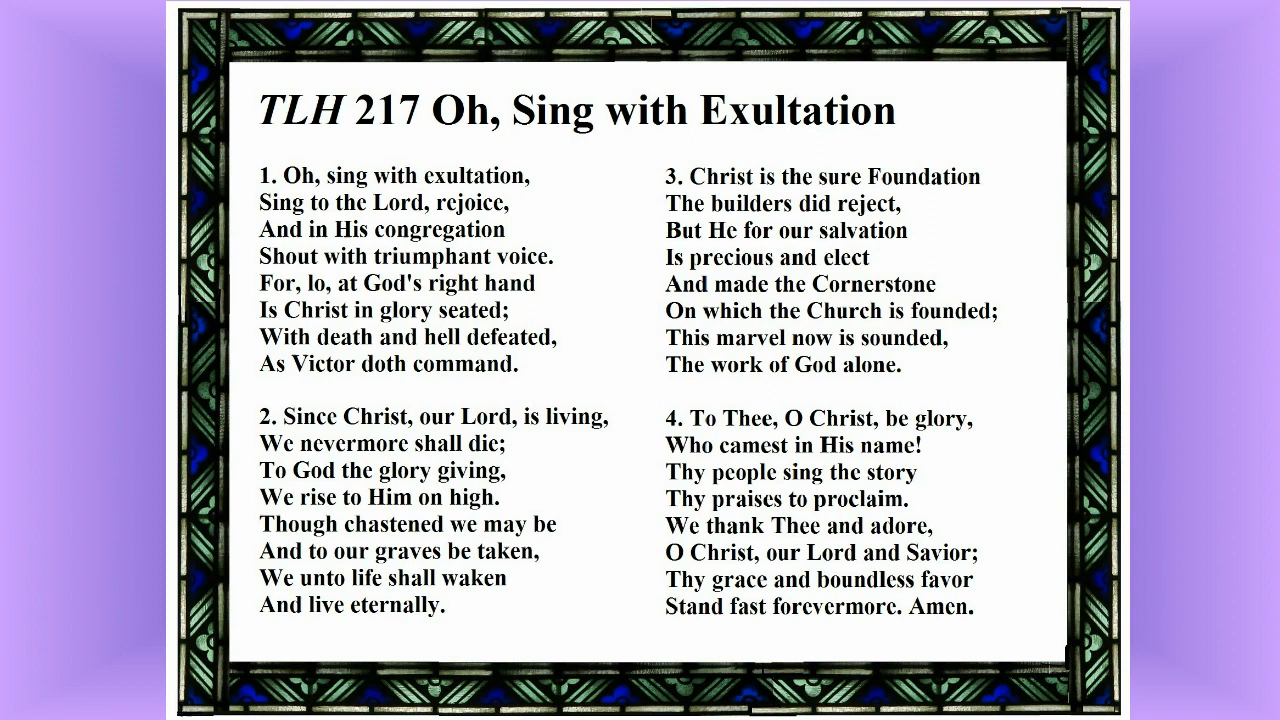 TLH 217 Oh, Sing with Exultation
1. Oh, sing with exultation,
Sing to the Lord, rejoice,
And in His congregation
Shout with triumphant voice.
For, lo, at God's right hand
Is Christ in glory seated;
With death and hell defeated,
As Victor doth command.
2. Since Christ, our Lord, is living,
We nevermore shall die;
To God the glory giving,
We rise to Him on high.
Though chastened we may be
And to our graves be taken,
We unto life shall waken
And live eternally.
3. Christ is the sure Foundation
The builders did reject,
But He for our salvation
Is precious and elect
And made the Cornerstone
On which the Church is founded;
This marvel now is sounded,
The work of God alone.
4. To Thee, O Christ, be glory,
Who camest in His name!
Thy people sing the story
Thy praises to proclaim.
We thank Thee and adore,
O Christ, our Lord and Savior;
Thy grace and boundless favor
Stand fast forevermore. Amen.